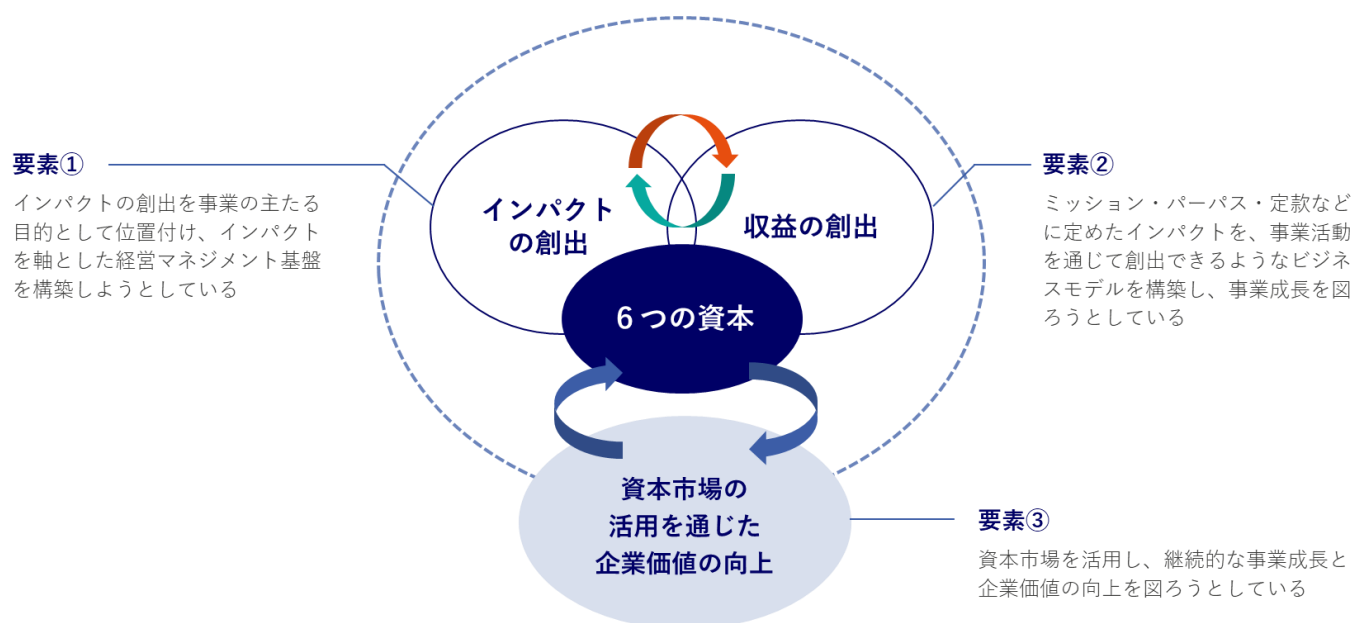 要素①
インパクトの創出を事業の主たる
目的として位置付け、インパクト
を軸とした経営マネジメント基盤
を構築しようとしている
インパクト
の創出
収益の創出
6つの資本
要素②
ミッション・パーパス・定款など
に定めたインパクトを、事業活動
を通じて創出できるようなビジネ
スモデルを構築し、事業成長を図
ろうとしている
資本市場の
活用を通じた
企業価値の向上
要素③
資本市場を活用し、継続的な事業成長と
企業価値の向上を図ろうとしている